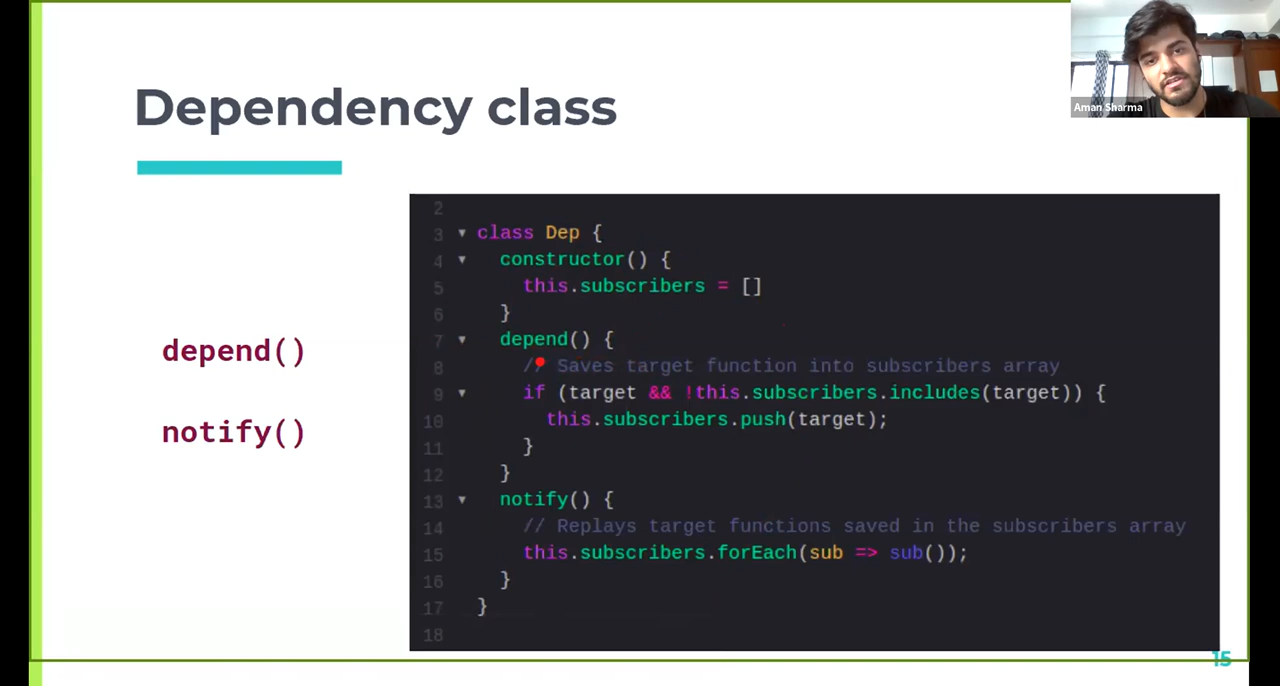 Dependency class
Aman Sharma
depend()
notify()
2
3 ▾ class Dep {
4 ▾ constructor() {
5 this.subscribers = []
6 }
7 ▾ depend() {
8 // Saves target function into subscribers array
9 ▾ if (target && !this.subscribers.includes(target)) {
10 this.subscribers.push(target);
11 }
12 }
13 ▾ notify() {
14 // Replays target functions saved in the subscribers array
15 this.subscribers.forEach(sub => sub());
16 }
17 }
18
15